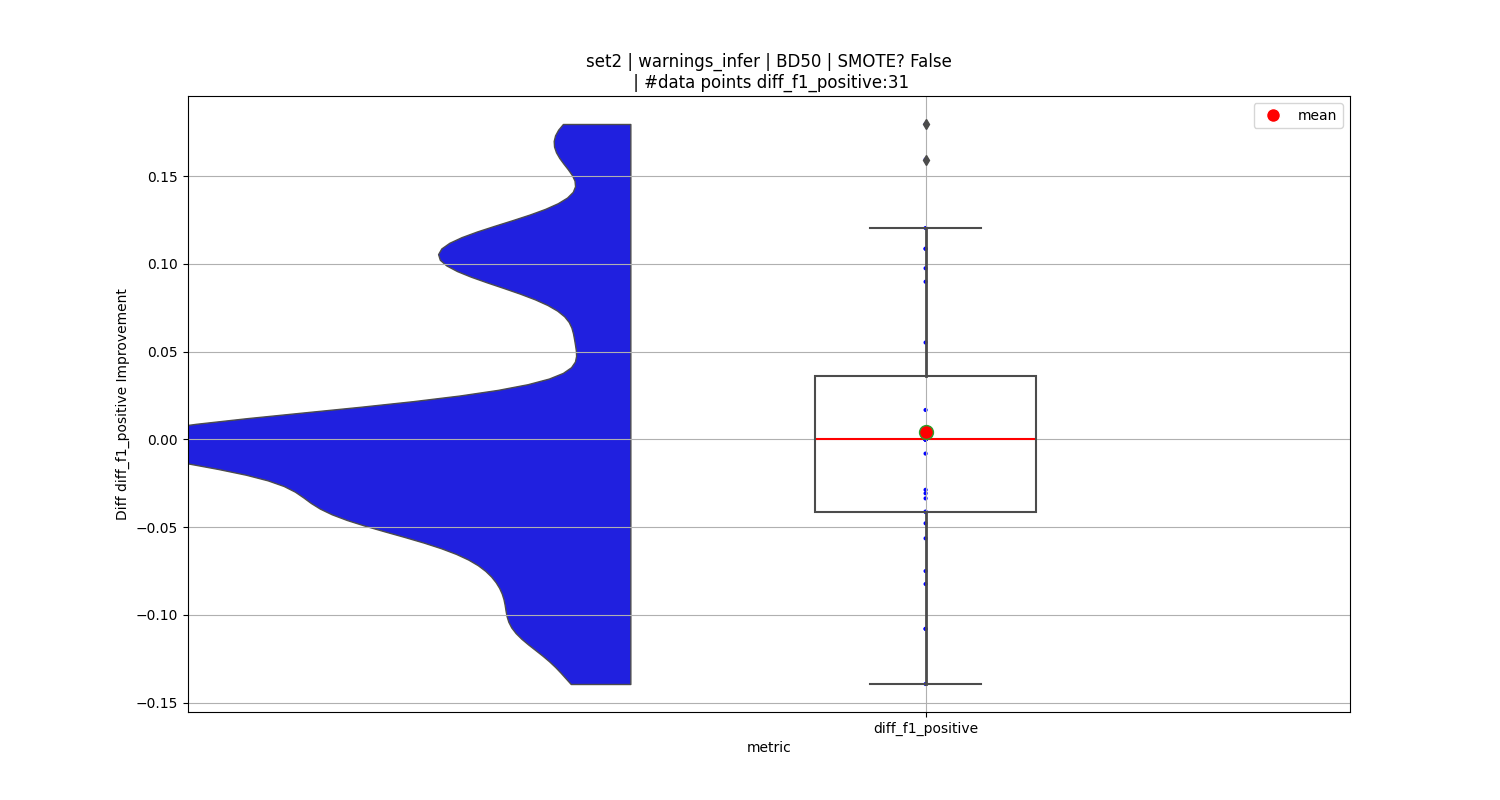 set2 | warnings_infer | BD50 | SMOTE? False
| #data points diff_f1_positive:31
mean
0.15
0.10
0.05
0.00
−0.05
−0.10
−0.15
Diff diff_f1_positive Improvement
diff_f1_positive
metric